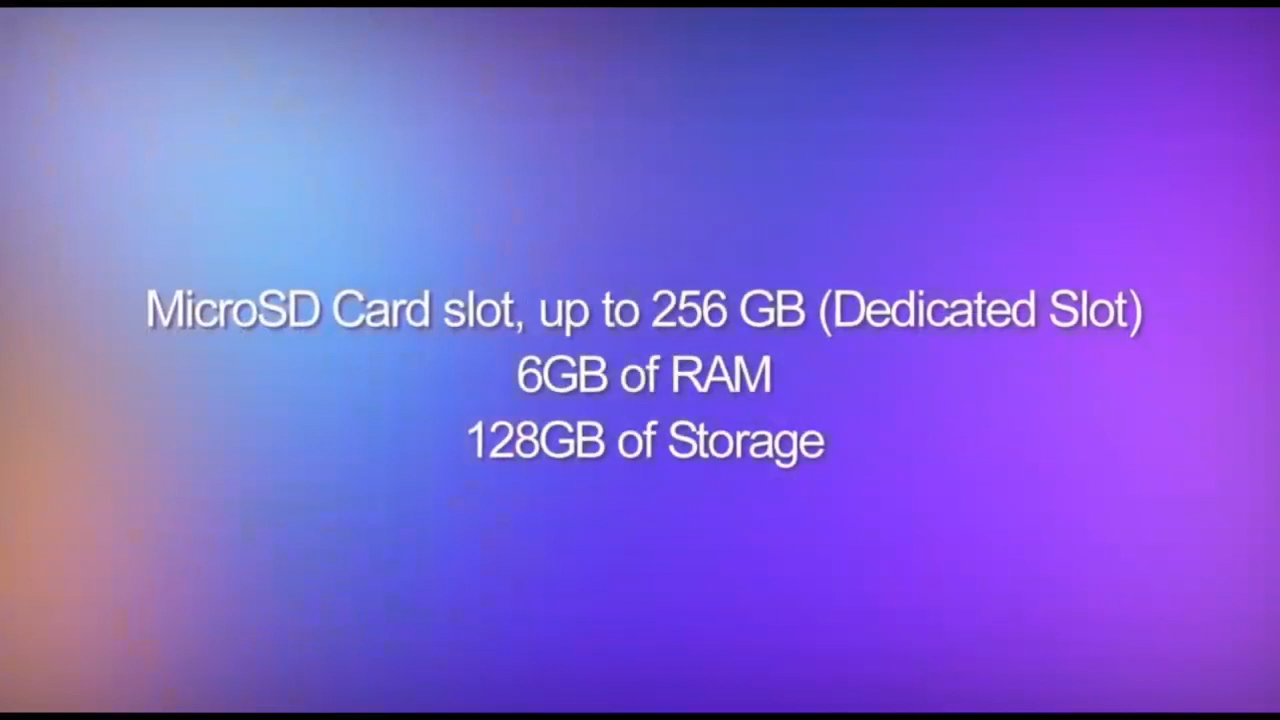 MicroSD Card slot, up to 256 GB (Dedicated Slot)
6GB of RAM
128GB of Storage